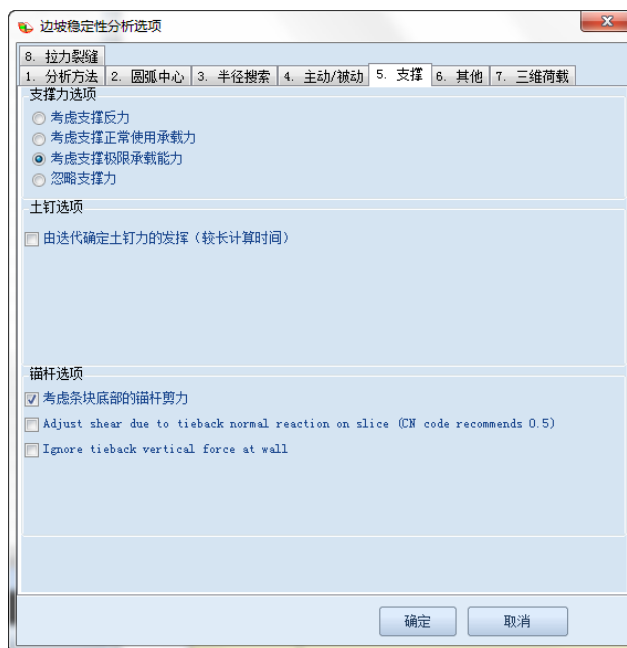 边坡稳定性分析选项
8. 拉力裂缝
1. 分析方法 2. 圆弧中心 3. 半径搜索 4. 主动/被动 5. 支撑 6. 其他 7. 三维荷载
支撑力选项
考虑支撑反力
考虑支撑正常使用承载力
考虑支撑极限承载能力
忽略支撑力
土钉选项
由迭代确定土钉力的发挥（较长计算时间）
锚杆选项
考虑条块底部的锚杆剪力
Adjust shear due to tieback normal reaction on slice (CN code recommends 0.5)
Ignore tieback vertical force at wall
确定 取消